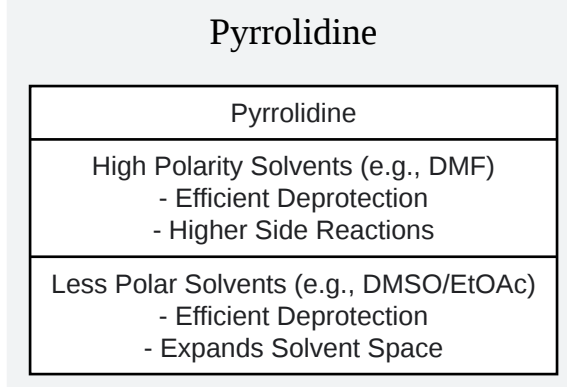 Pyrrolidine
Pyrrolidine
High Polarity Solvents (e.g., DMF)
- Efficient Deprotection
- Higher Side Reactions
Less Polar Solvents (e.g., DMSO/EtOAc)
- Efficient Deprotection
- Expands Solvent Space